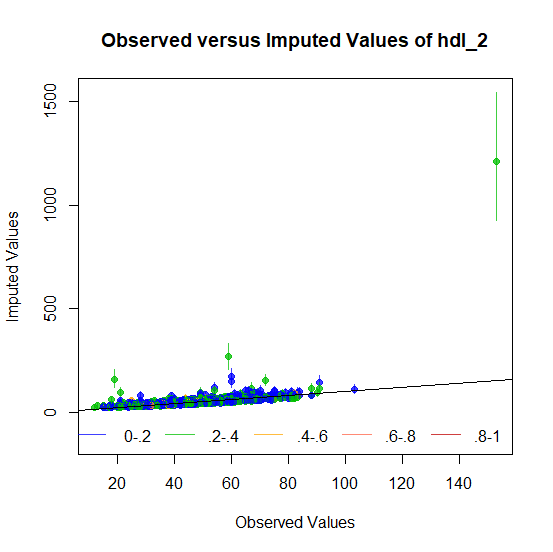 Observed versus Imputed Values of hdl_2
Imputed Values
1500
1000
500
0
0-.2 .2-.4 .4-.6 .6-.8 .8-1
20 40 60 80 100 120 140
Observed Values